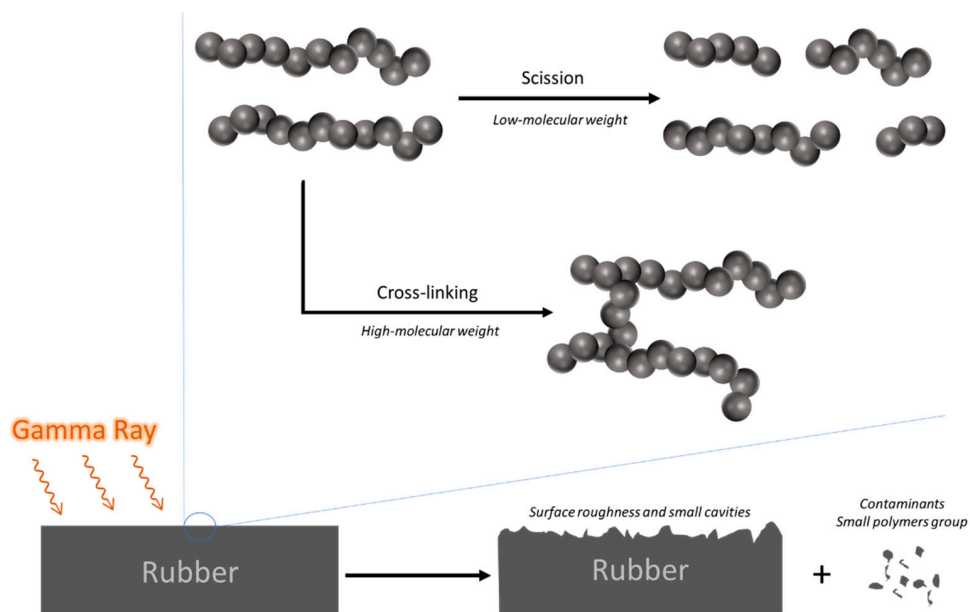 Scission
Low-molecular weight
Cross-linking
High-molecular weight
Gamma Ray
Surface roughness and small cavities
Contaminants
Small polymers group
Rubber
Rubber
+